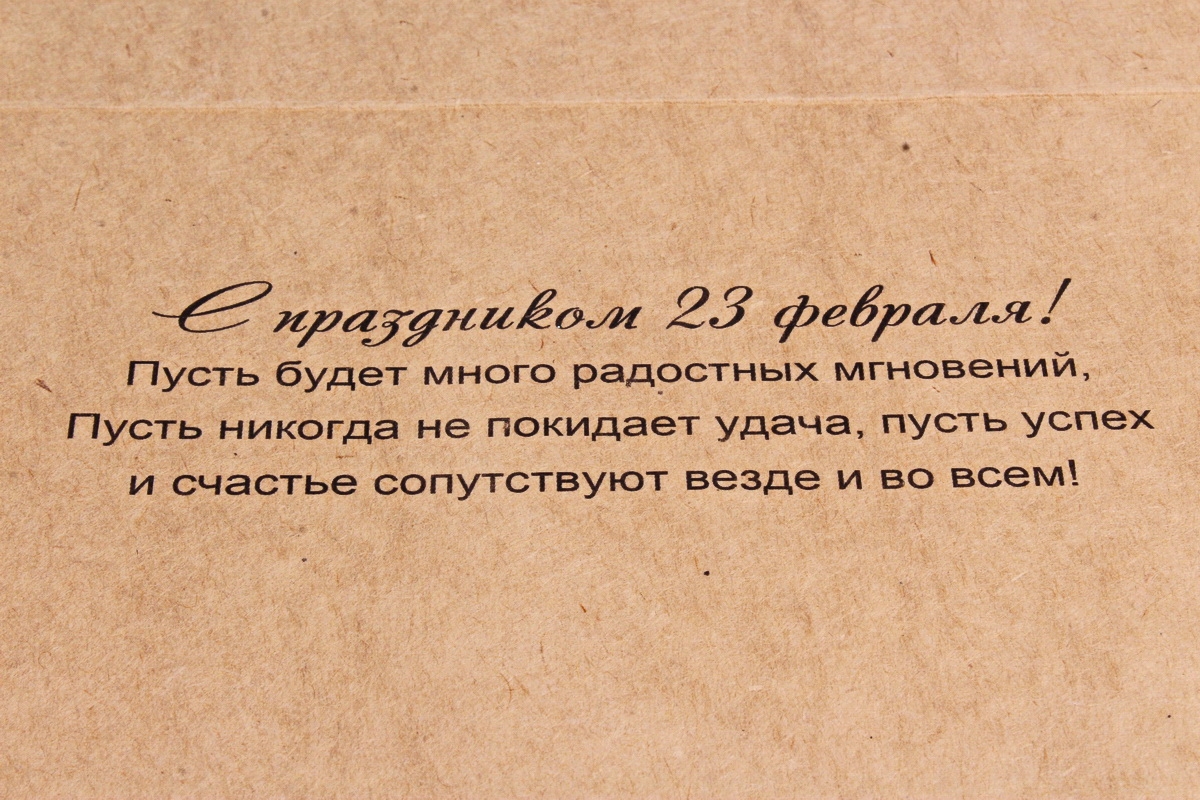 С праздником 23 февраля!
Пусть будет много радостных мгновений,
Пусть никогда не покидает удача, пусть успех
и счастье сопутствуют везде и во всем!